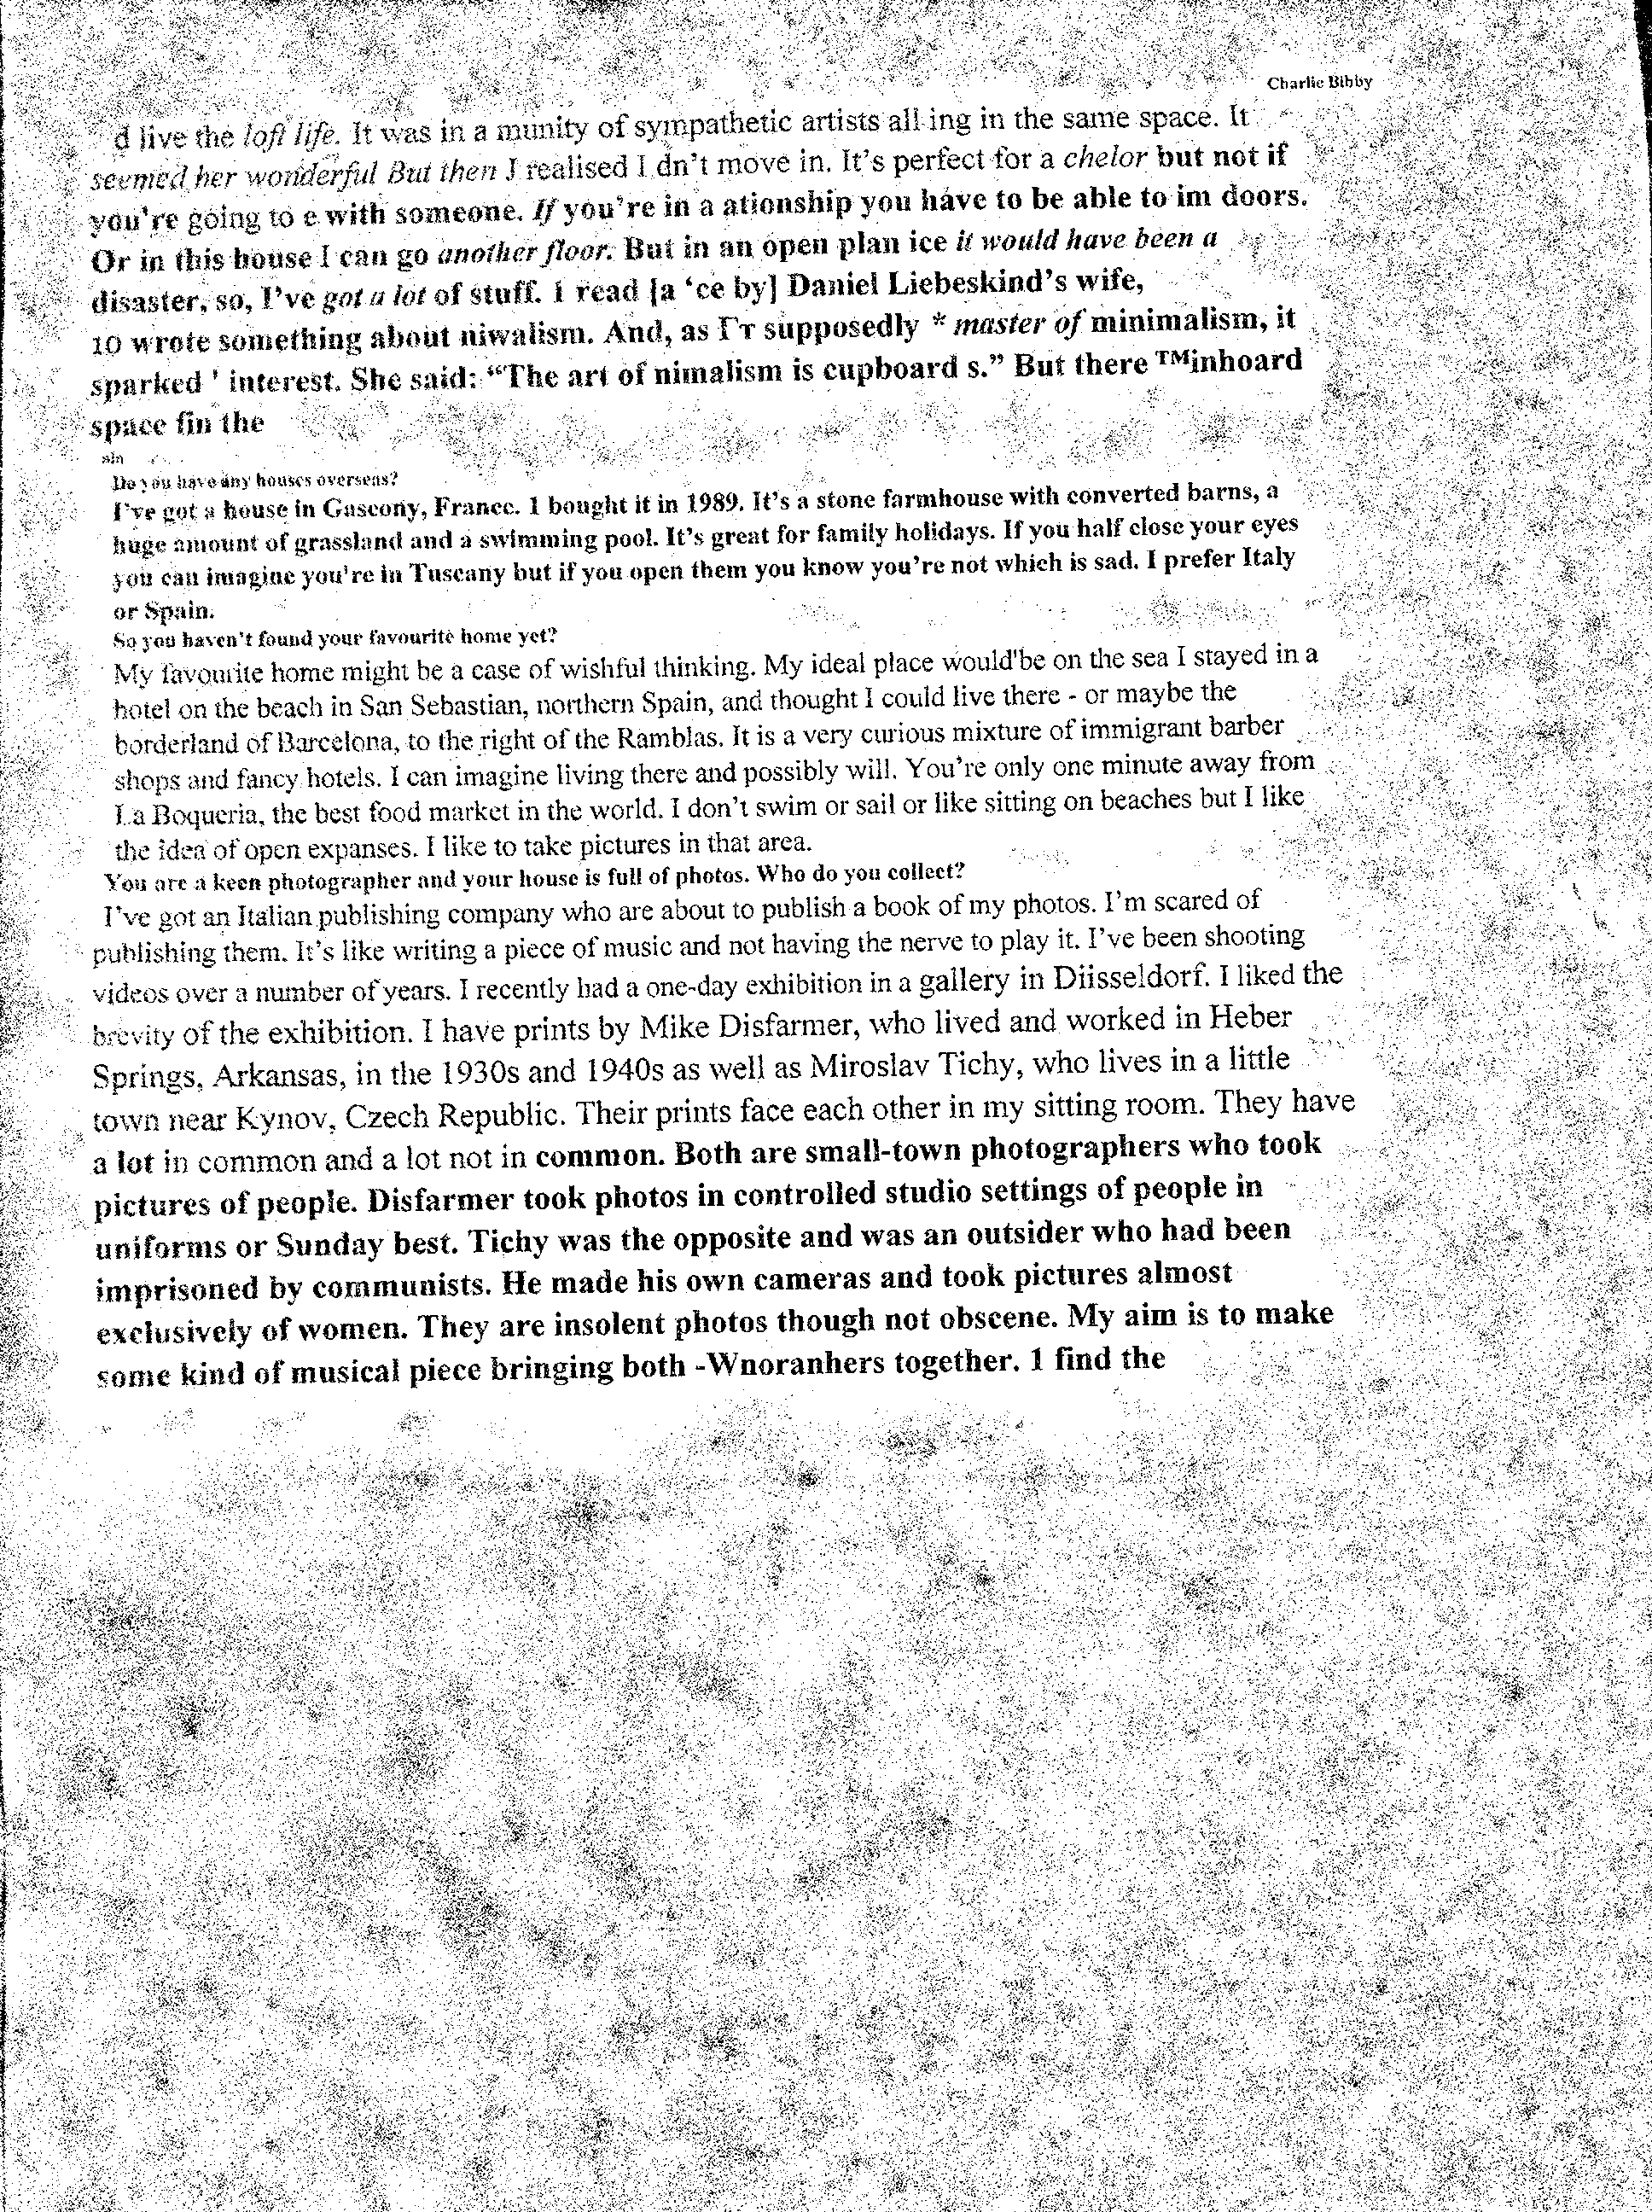 Charlie Bibby
d live the loft life. It was in a munity of sympathetic artists all ing in the same space. It
seemed her wonderful But then J realised I dn't move in. It's perfect for a chelor but not if
you're going to e with someone. If you're in a ationship you have to be able to im doors.
Or in this house I can go another floor. But in an open plan ice it would have been a
disaster, so, I've got a lot of stuff. I read [a 'ce by] Daniel Liebeskind's wife,
10 wrote something about niwalism. And, as Гт supposedly * master of minimalism, it
sparked ' interest. She said: “The art of nimalism is cupboard s.” But there ™inhoard
space fin the
ain
Do you have any houses overseas?
I've got a house in Gascony, France. 1 bought it in 1989. It's a stone farmhouse with converted barns, a
huge amount of grassland and a swimming pool. It's great for family holidays. If you half close your eyes
you can imagine you're in Tuscany but if you open them you know you're not which is sad. I prefer Italy
or Spain.
So you haven't found your favourite home yet?
My favourite home might be a case of wishful thinking. My ideal place would'be on the sea I stayed in a
hotel on the beach in San Sebastian, northern Spain, and thought I could live there - or maybe the
borderland of Barcelona, to the right of the Ramblas. It is a very curious mixture of immigrant barber
shops and fancy hotels. I can imagine living there and possibly will. You're only one minute away from
La Boqueria, the best food market in the world. I don't swim or sail or like sitting on beaches but I like
the idea of open expanses. I like to take pictures in that area.
You are a keen photographer and your house is full of photos. Who do you collect?
I've got an Italian publishing company who are about to publish a book of my photos. I'm scared of
publishing them. It's like writing a piece of music and not having the nerve to play it. I've been shooting
videos over a number of years. I recently had a one-day exhibition in a gallery in Diisseldorf. I liked the
brevity of the exhibition. I have prints by Mike Disfarmer, who lived and worked in Heber
Springs, Arkansas, in the 1930s and 1940s as well as Miroslav Tichy, who lives in a little
town near Kynov, Czech Republic. Their prints face each other in my sitting room. They have
a lot in common and a lot not in common. Both are small-town photographers who took
pictures of people. Disfarmer took photos in controlled studio settings of people in
uniforms or Sunday best. Tichy was the opposite and was an outsider who had been
imprisoned by communists. He made his own cameras and took pictures almost
exclusively of women. They are insolent photos though not obscene. My aim is to make
some kind of musical piece bringing both -Wnoranhers together. 1 find the